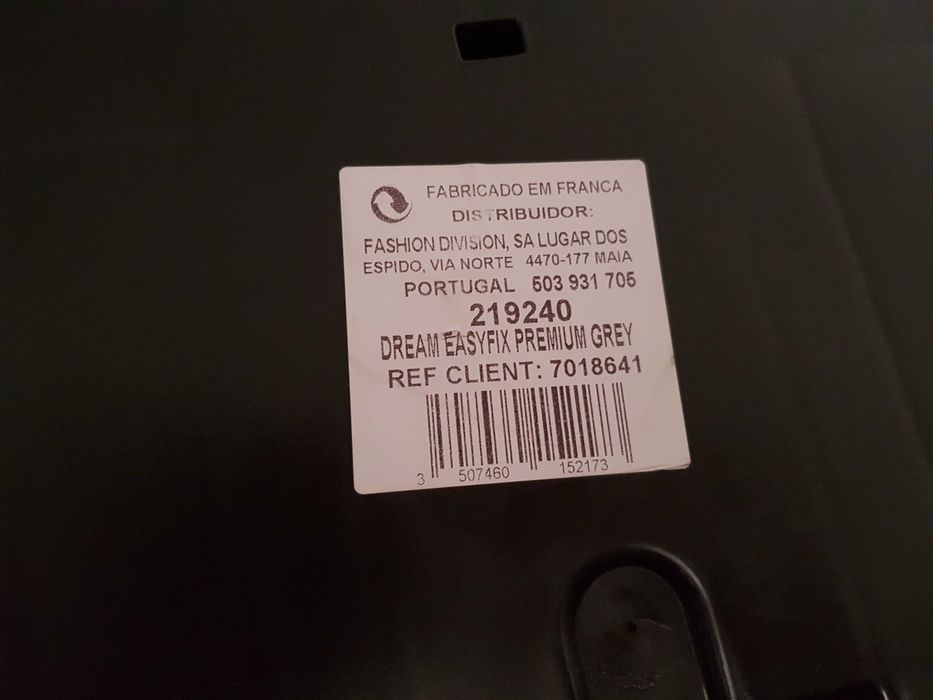 FABRICADO EM FRANCA
DISTRIBUIDOR:
FASHION DIVISION, SA LUGAR DOS
ESPIDO, VIA NORTE 4470-177 MAIA
PORTUGAL 503 931 705
219240
DREAM EASYFIX PREMIUM GREY
REF CLIENT: 7018641
3 507460 152173